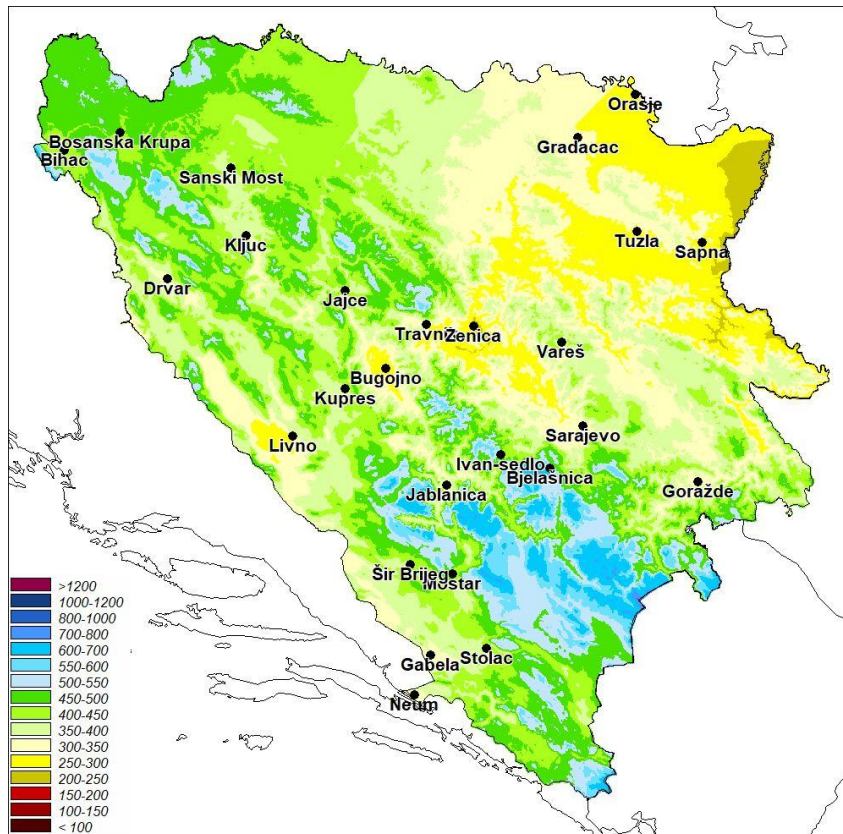 Orašje
Gradacac
Bosanska Krupa
Bihac
Sanski Most
Tuzla
Sapna
Kljuc
Drvar
Jajce
Travnik
Zenica
Vareš
Bugojno
Kupres
Livno
Sarajevo
Ivan-sedlo
Bjelašnica
Jablanica
Goražde
Šir Brijeg
Mostar
Stolac
Gabela
Neum
>1200
1000-1200
800-1000
700-800
600-700
550-600
500-550
450-500
400-450
350-400
300-350
250-300
200-250
150-200
100-150
< 100